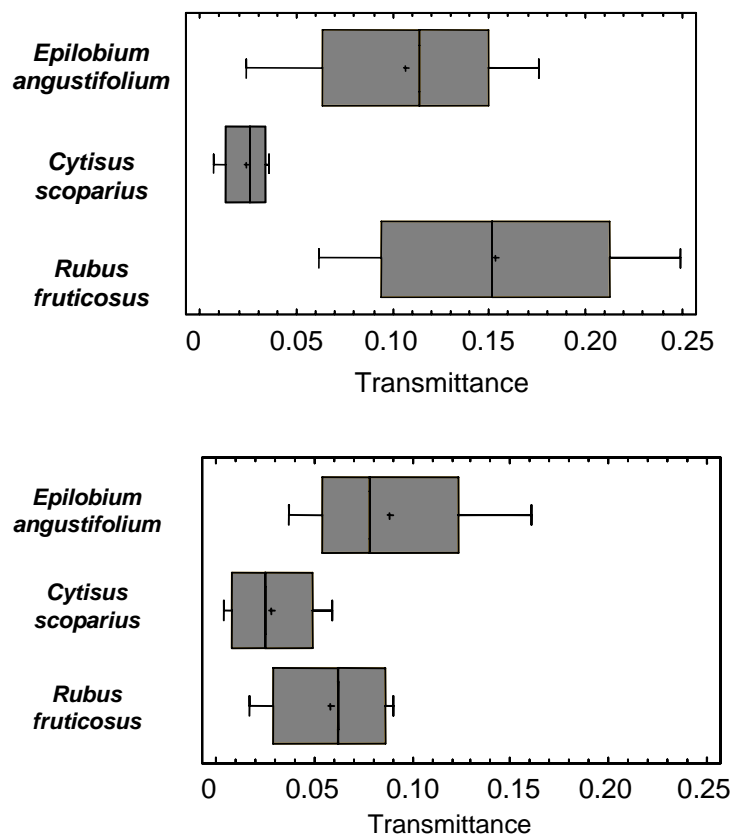 Epilobium
angustifolium
Cytisus
scoparius
Rubus
fruticosus
0 0.05 0.10 0.15 0.20 0.25
Transmittance
Epilobium
angustifolium
Cytisus
scoparius
Rubus
fruticosus
0 0.05 0.10 0.15 0.20 0.25
Transmittance